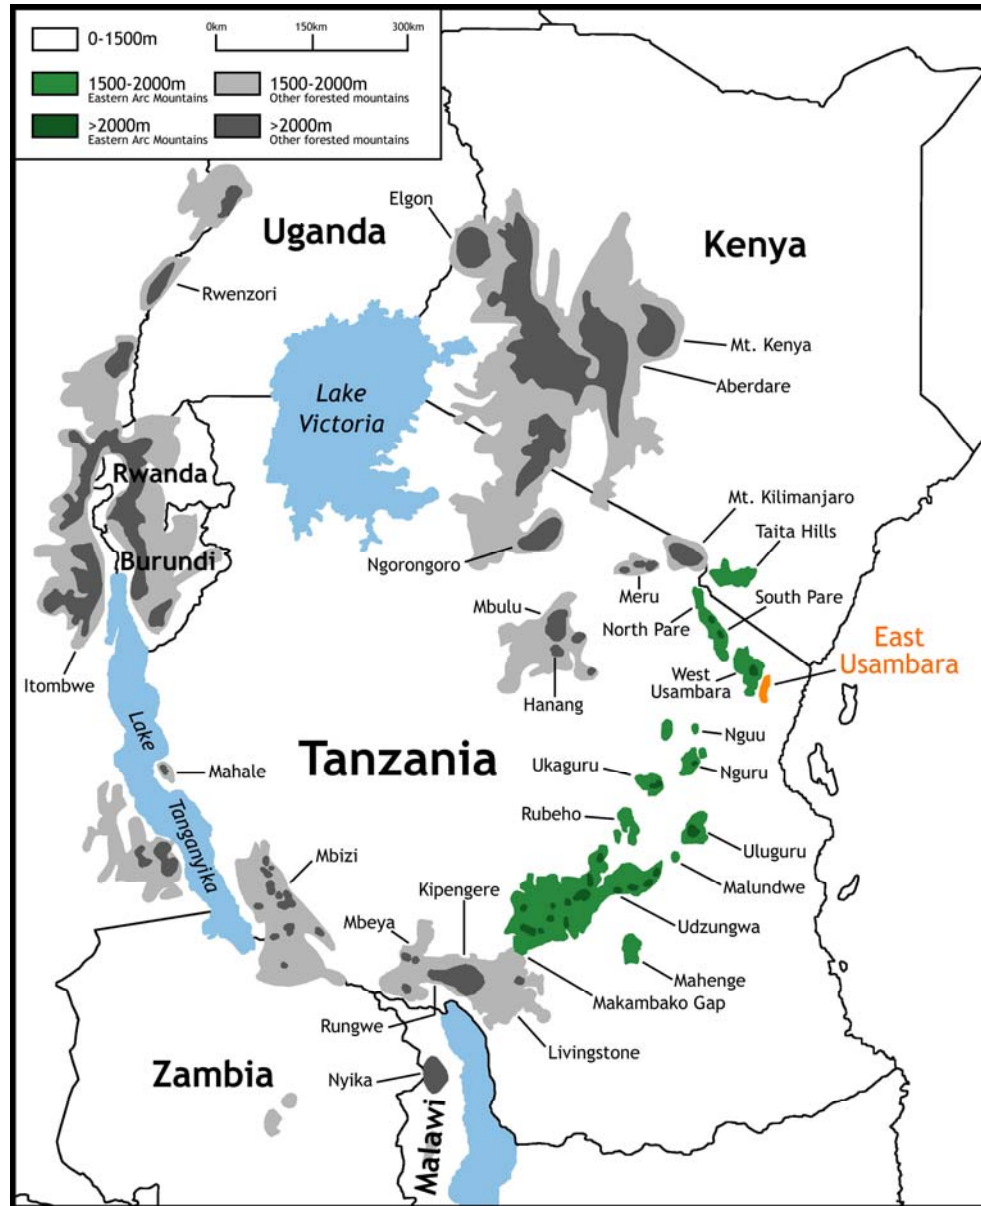 0-1500m
0km 150km 300km
1500-2000m
Eastern Arc Mountains
1500-2000m
Other forested mountains
>2000m
Eastern Arc Mountains
>2000m
Other forested mountains
Elgon
Uganda
Kenya
Rwenzori
Mt. Kenya
Aberdare
Lake
Victoria
Rwanda
Mt. Kilimanjaro
Taita Hills
Burundi
Ngorongoro
Meru
South Pare
Mbulu
North Pare
East
Usambara
Itombwe
West
Usambara
Hanang
Lake
Tanganyika
Nguu
Tanzania
Ukaguru
Nguru
Mahale
Rubeho
Uluguru
Mbizi
Malundwe
Kipengere
Mbeya
Udzungwa
Mahenge
Makambako Gap
Rungwe
Livingstone
Zambia
Nyika
Malawi